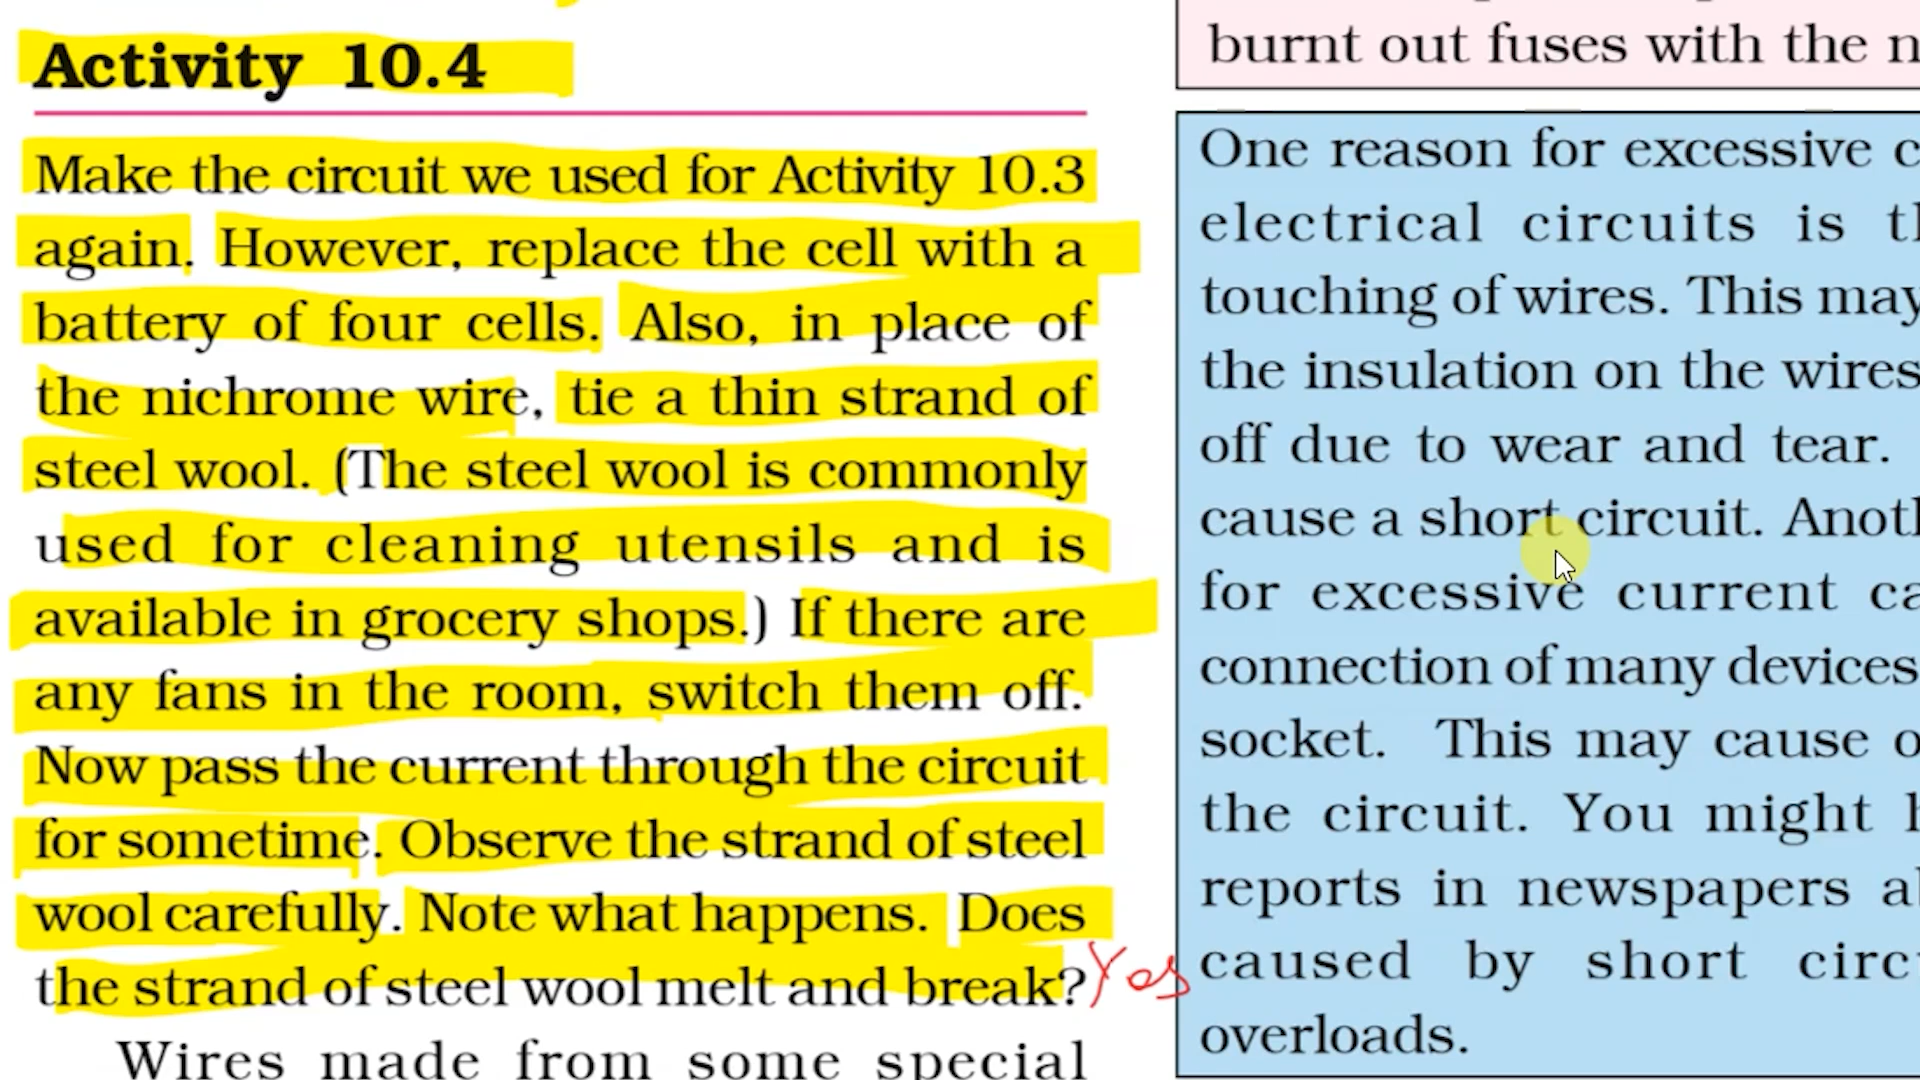 Activity 10.4
Make the circuit we used for Activity 10.3
again. However, replace the cell with a
battery of four cells. Also, in place of
the nichrome wire, tie a thin strand of
steel wool. (The steel wool is commonly
used for cleaning utensils and is
available in grocery shops.) If there are
any fans in the room, switch them off.
Now pass the current through the circuit
for sometime. Observe the strand of steel
wool carefully. Note what happens. Does
the strand of steel wool melt and break?
Yes
Wires made from some special
burnt out fuses with the
One reason for excessive
electrical circuits is
touching of wires. This may
the insulation on the wires
off due to wear and tear.
cause a short circuit.
for excessive current
connection of many devices
socket. This may cause
the circuit. You might
reports in newspapers
caused by short
overloads.